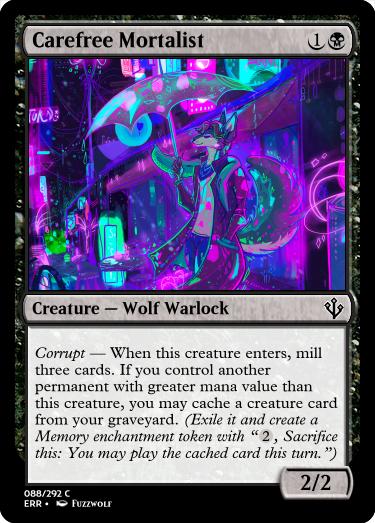 Carefree Mortalist 1
Creature — Wolf Warlock
Corrupt — When this creature enters, mill
three cards. If you control another
permanent with greater mana value than
this creature, you may cache a creature card
from your graveyard. (Exile it and create a
Memory enchantment token with “2, Sacrifice
this: You may play the cached card this turn.”)
2/2
088/292 C
ERR • Fuzzwolf